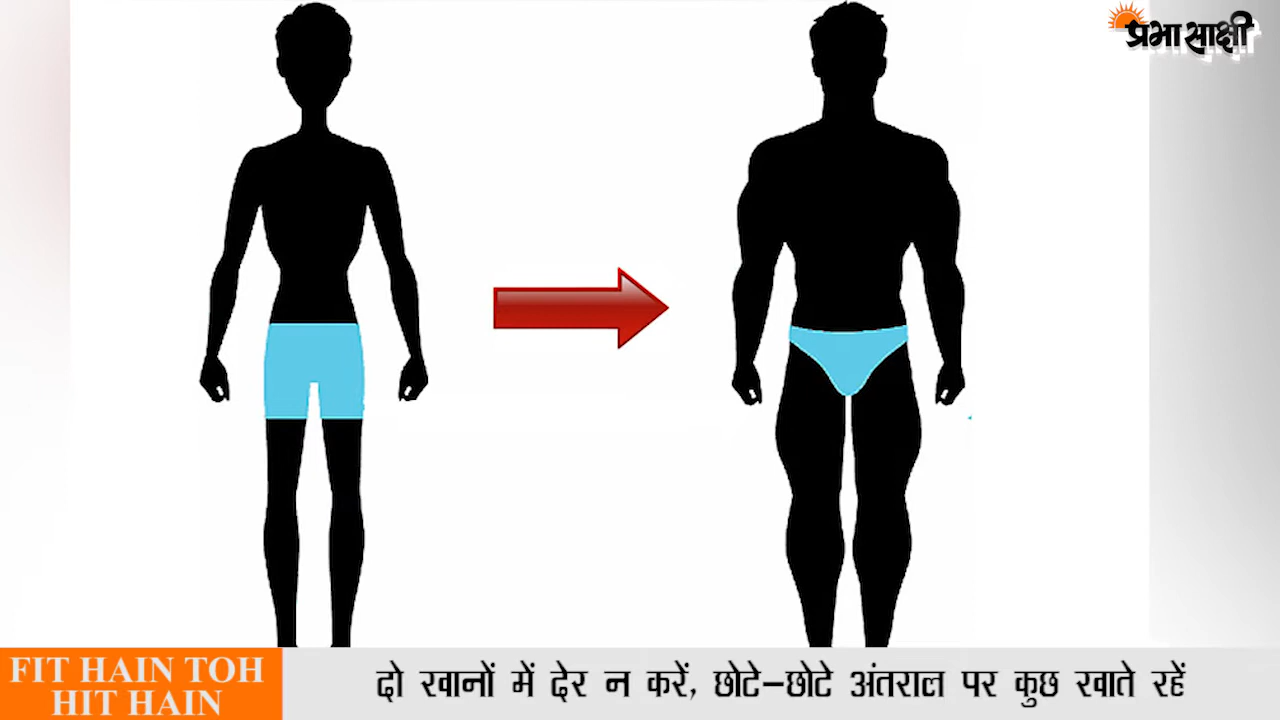 प्रभासाक्षी
FIT HAIN TOH
HIT HAIN
दो खानों में देर न करें, छोटे-छोटे अंतराल पर कुछ खाते रहें